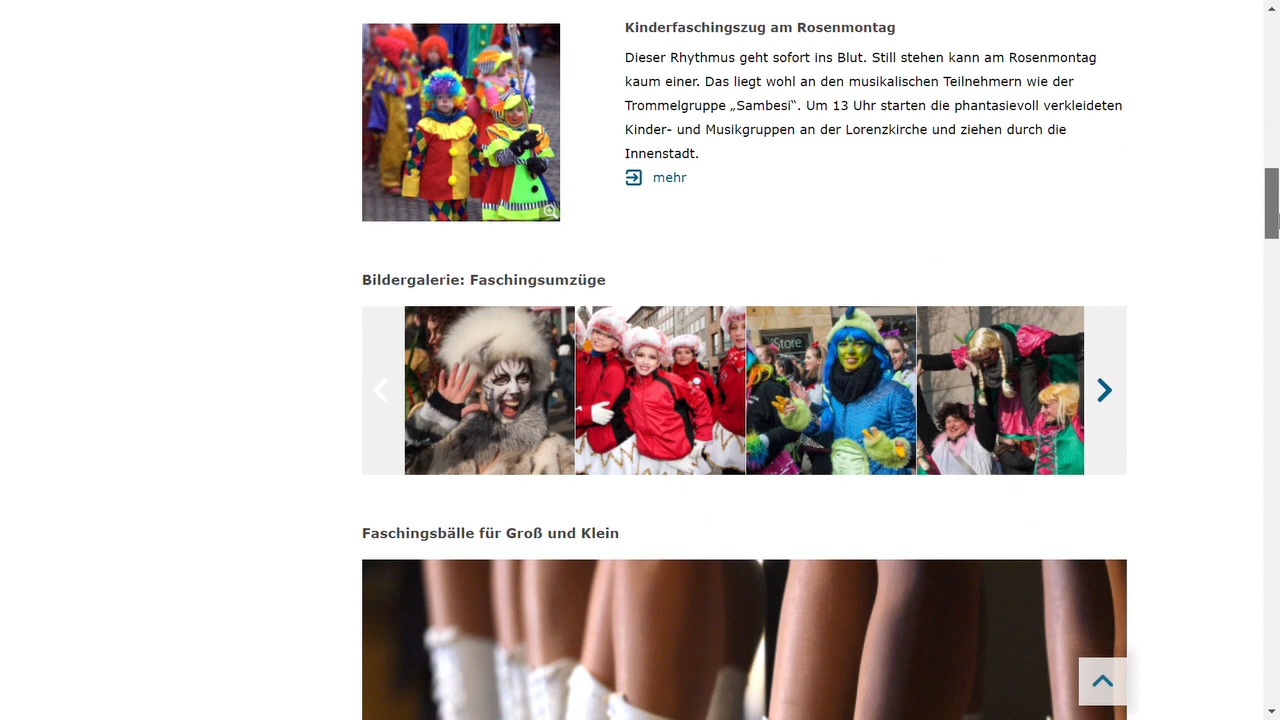 Kinderfaschingszug am Rosenmontag
Dieser Rhythmus geht sofort ins Blut. Still stehen kann am Rosenmontag
kaum einer. Das liegt wohl an den musikalischen Teilnehmern wie der
Trommelgruppe „Sambesi“. Um 13 Uhr starten die phantasievoll verkleideten
Kinder- und Musikgruppen an der Lorenzkirche und ziehen durch die
Innenstadt.
mehr
Bildergalerie: Faschingsumzüge
Store
Faschingsbälle für Groß und Klein